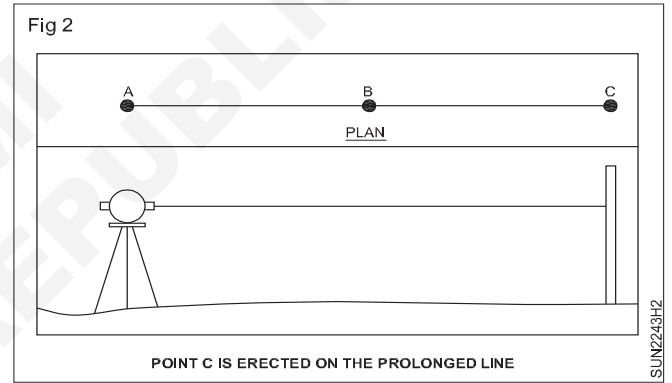 Fig 2
A B C
PLAN
POINT C IS ERECTED ON THE PROLONGED LINE
SUN2243H2